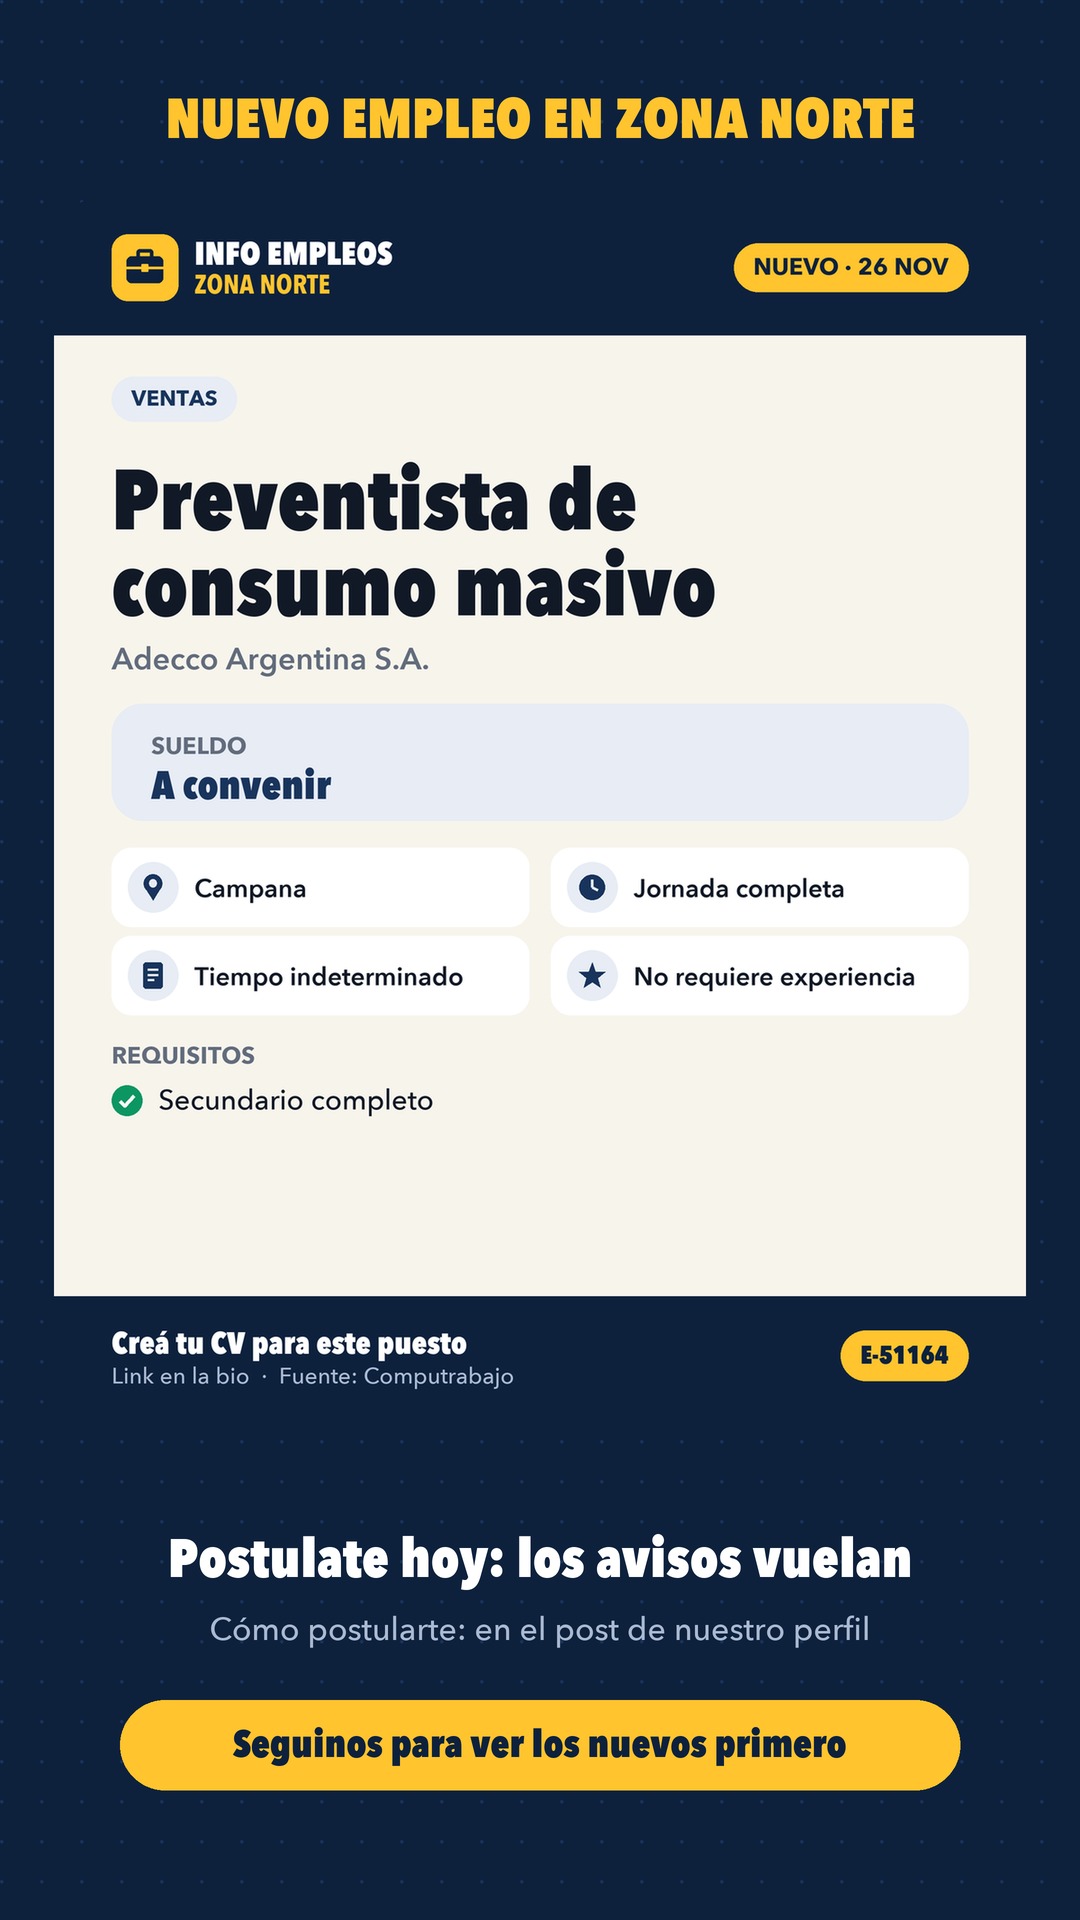 NUEVO EMPLEO EN ZONA NORTE
INFO EMPLEOS
ZONA NORTE
NUEVO · 26 NOV
VENTAS
Preventista de
consumo masivo
Adecco Argentina S.A.
SUELDO
A convenir
Campana
Jornada completa
Tiempo indeterminado
No requiere experiencia
REQUISITOS
Secundario completo
Creá tu CV para este puesto
Link en la bio · Fuente: Computrabajo
E-51164
Postulate hoy: los avisos vuelan
Cómo postularte: en el post de nuestro perfil
Seguinos para ver los nuevos primero